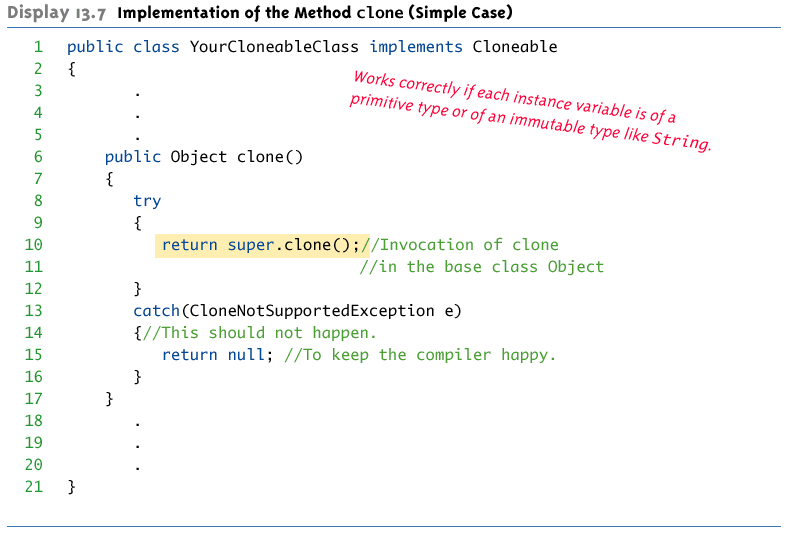 Display 13.7 Implementation of the Method clone (Simple Case)
1 public class YourCloneableClass implements Cloneable
2 {
Works correctly if each instance variable is of a
primitive type or of an immutable type like String.
3 .
4 .
5 .
6 public Object clone()
7 {
8 try
9 {
10 return super.clone();//Invocation of clone
11 //in the base class Object
12 }
13 catch(CloneNotSupportedException e)
14 {//This should not happen.
15 return null; //To keep the compiler happy.
16 }
17 }
18 .
19 .
20 .
21 }